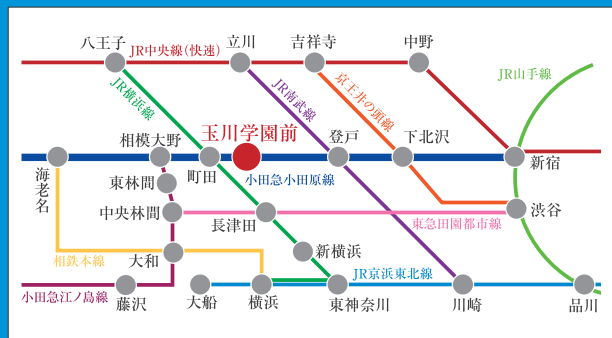 八王子
JR中央線(快速)
立川
吉祥寺
中野
JR山手線
JR横浜線
JR南武線
京王井の頭線
玉川学園前
相模大野
町田
登戸
下北沢
新宿
海老名
東林間
小田急小田原線
中央林間
長津田
東急田園都市線
渋谷
相鉄本線
大和
新横浜
JR京浜東北線
小田急江ノ島線
藤沢
大船
横浜
東神奈川
川崎
品川